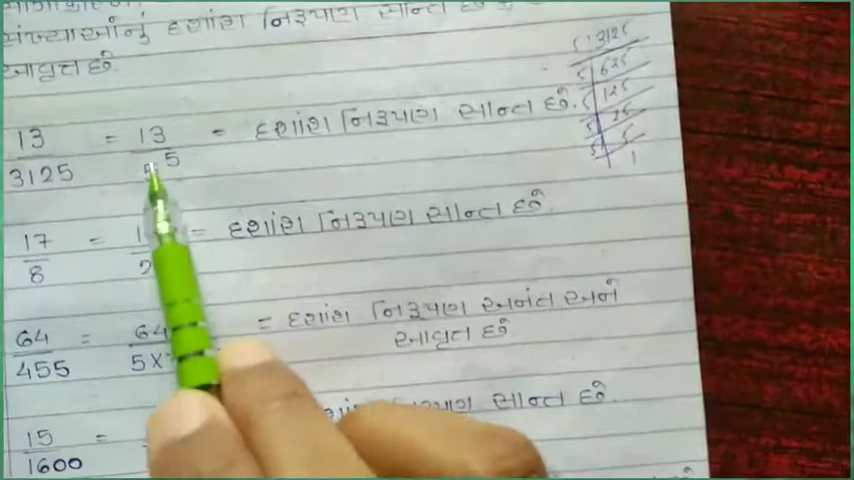 સંખ્યાઓનું દશાંશ નિરૂપણ સાન્ત છે કે
આવૃત્ત છે.
13/3125 = 13/5⁵ = દશાંશ નિરૂપણ સાન્ત છે.
5 3125
5 625
5 125
5 25
5 5
1
17/8 = = દશાંશ નિરૂપણ સાન્ત છે.
64/455 = 64/5× = દશાંશ નિરૂપણ અનંત અને
આવૃત છે
15/1600 = નિરૂપણ સાન્ત છે.